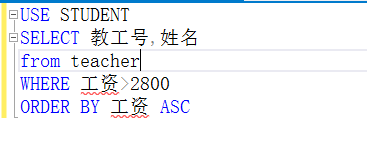 USE STUDENT
SELECT 教工号,姓名
from teacher
WHERE 工资>2800
ORDER BY 工资 ASC